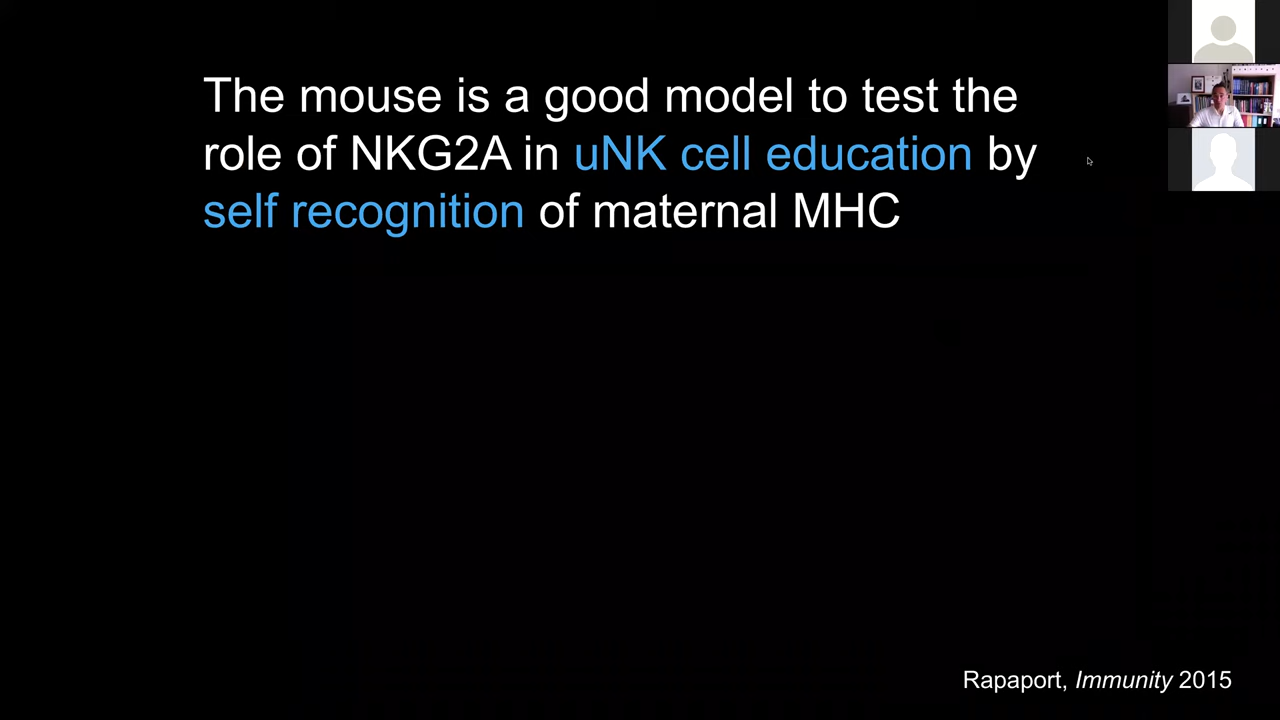 The mouse is a good model to test the
role of NKG2A in uNK cell education by
self recognition of maternal MHC
Rapaport, Immunity 2015